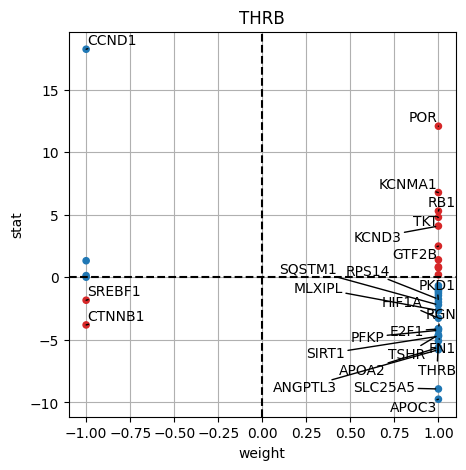 THRB
CCND1
POR
KCNMA1
RB1
TKT
KCND3
GTF2B
SQSTM1
RPS14
PKD1
MLXIPL
SREBF1
HIF1A
RGN
CTNNB1
E2F1
PFKP
FN1
SIRT1
TSHR
APOA2
THRB
ANGPTL3
SLC25A5
APOC3
15
10
5
0
−5
−10
stat
−1.00
−0.75
−0.50
−0.25
0.00
0.25
0.50
0.75
1.00
weight